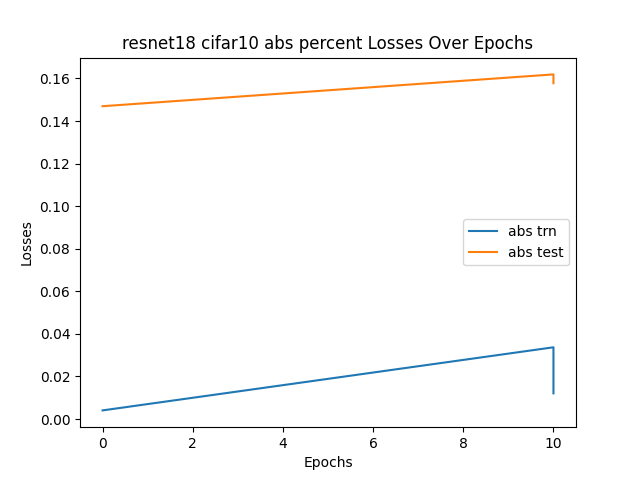 resnet18 cifar10 abs percent Losses Over Epochs
0.16
0.14
0.12
0.10
0.08
0.06
0.04
0.02
0.00
Losses
abs trn
abs test
0 2 4 6 8 10
Epochs